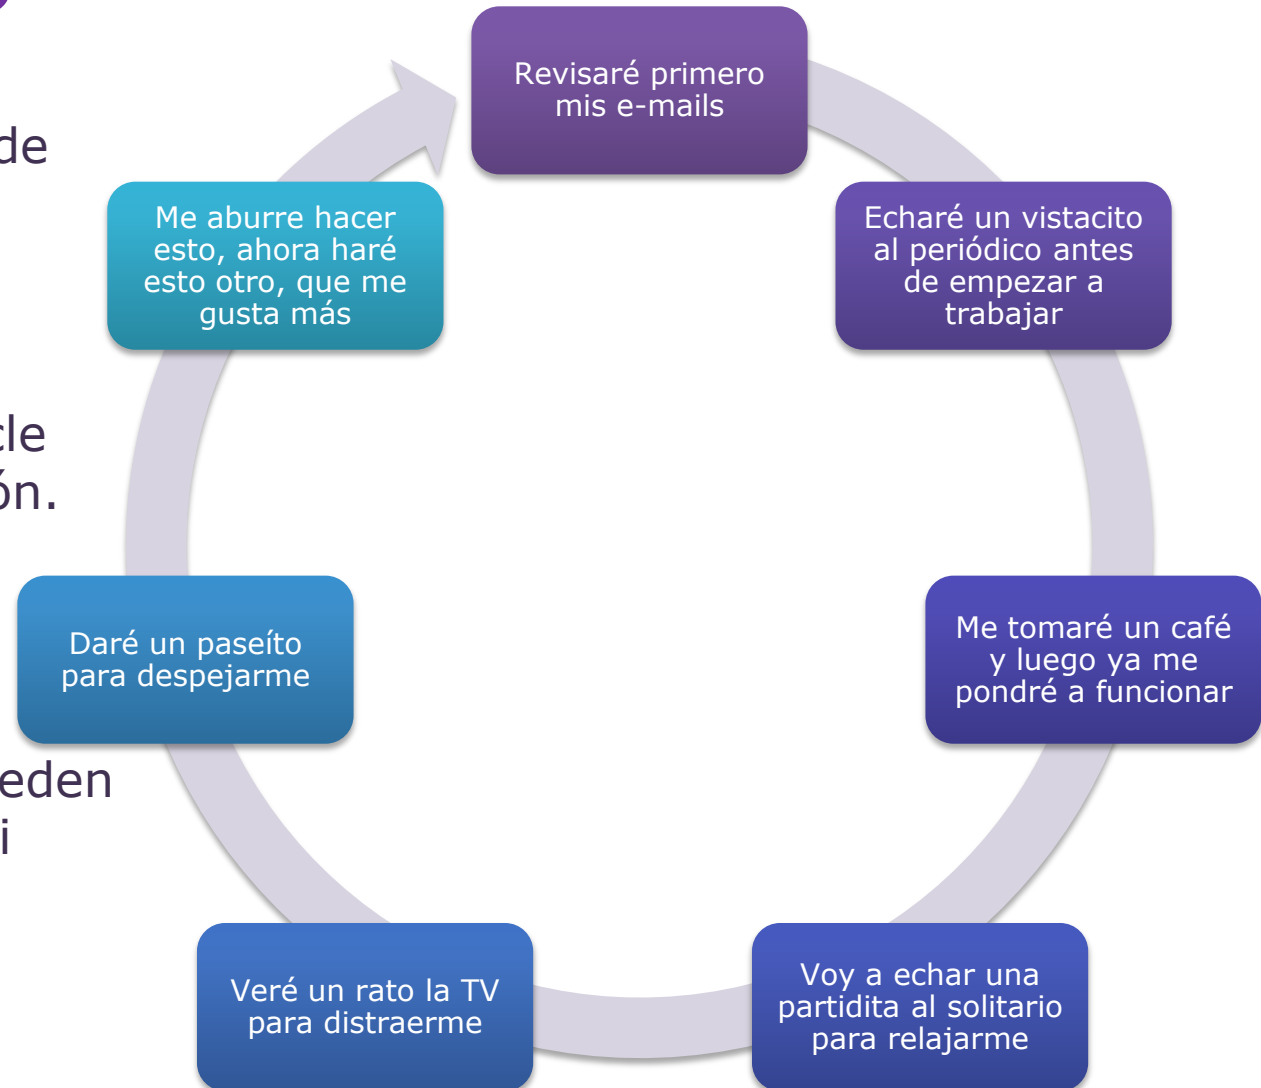 de
cle
ón.
eden
i
Revisaré primero
mis e-mails
Echaré un vistacito
al periódico antes
de empezar a
trabajar
Me tomaré un café
y luego ya me
pondré a funcionar
Voy a echar una
partidita al solitario
para relajarme
Veré un rato la TV
para distraerme
Daré un paseíto
para despejarme
Me aburre hacer
esto, ahora haré
esto otro, que me
gusta más